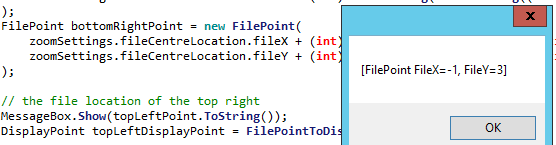 );
FilePoint bottomRightPoint = new FilePoint(
zoomSettings.fileCentreLocation.fileX + (int)
zoomSettings.fileCentreLocation.fileY + (int)
);
// the file location of the top right
MessageBox.Show(topLeftPoint.ToString());
DisplayPoint topLeftDisplayPoint = FilePointToDis
x
[FilePoint FileX=-1, FileY=3]
OK